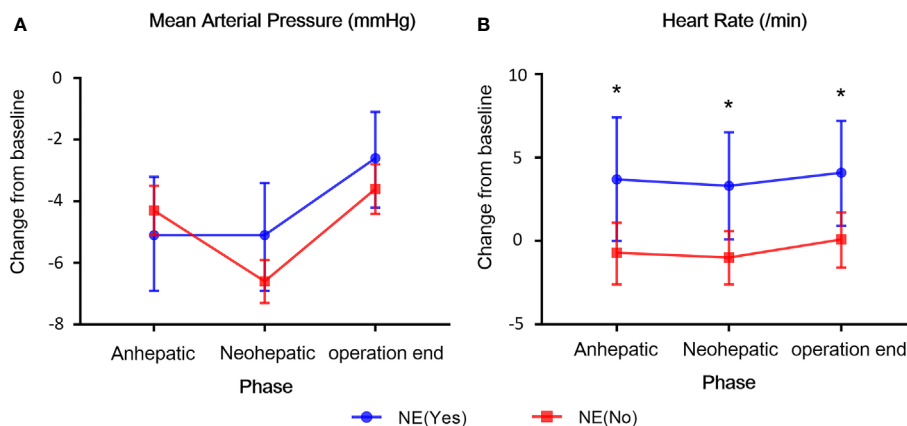 A
Mean Arterial Pressure (mmHg)
Change from baseline
0
-2
-4
-6
-8
Anhepatic Neohepatic operation end
Phase
B
Heart Rate (/min)
Change from baseline
10
5
0
-5
* * *
Anhepatic Neohepatic operation end
Phase
NE(Yes) NE(No)